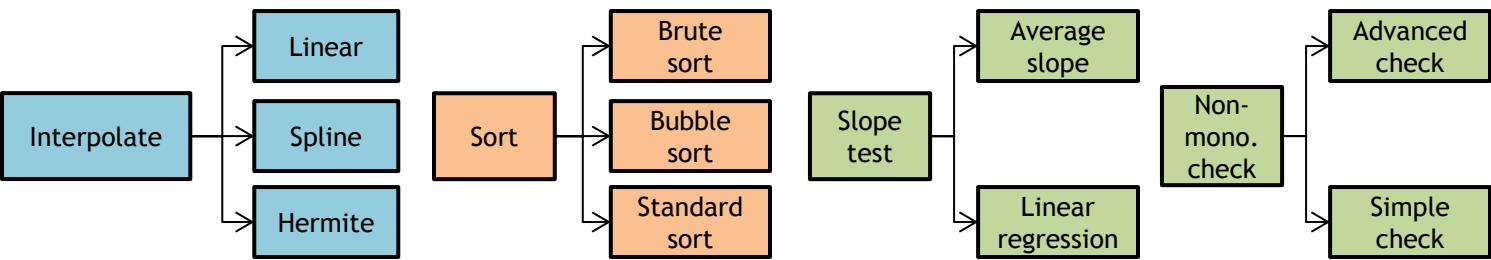 Interpolate
Linear
Spline
Hermite
Sort
Brute
sort
Bubble
sort
Standard
sort
Slope
test
Average
slope
Linear
regression
Non-
mono.
check
Advanced
check
Simple
check